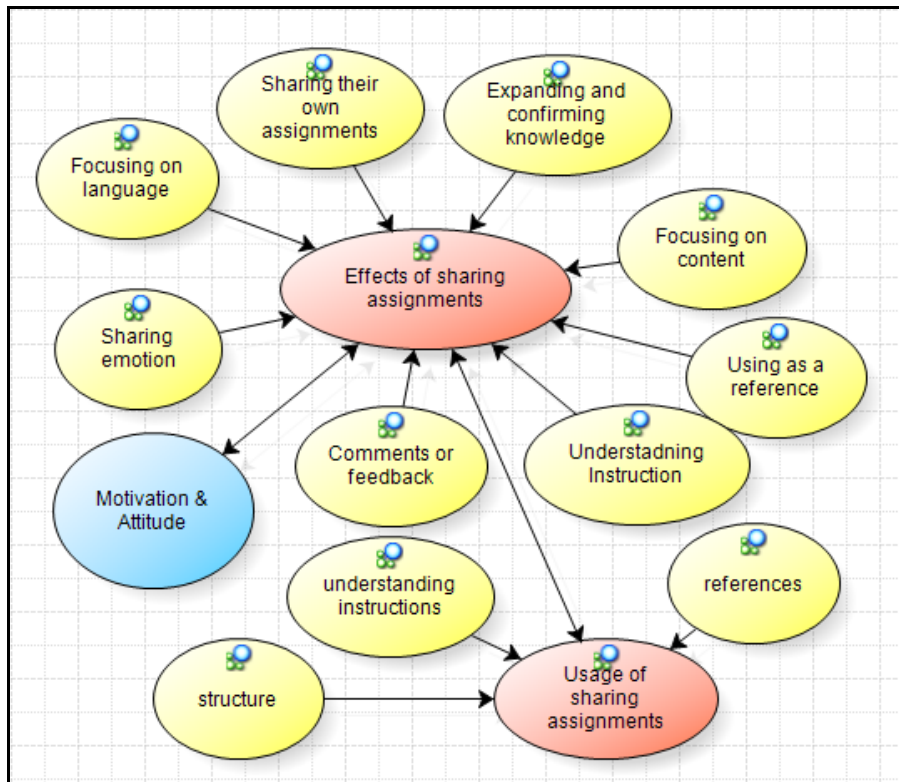 Sharing their
own
assignments
Expanding and
confirming
knowledge
Focusing on
language
Focusing on
content
Effects of sharing
assignments
Sharing
emotion
Using as a
reference
Comments or
feedback
Understadning
Instruction
Motivation &
Attitude
understanding
instructions
references
structure
Usage of
sharing
assignments